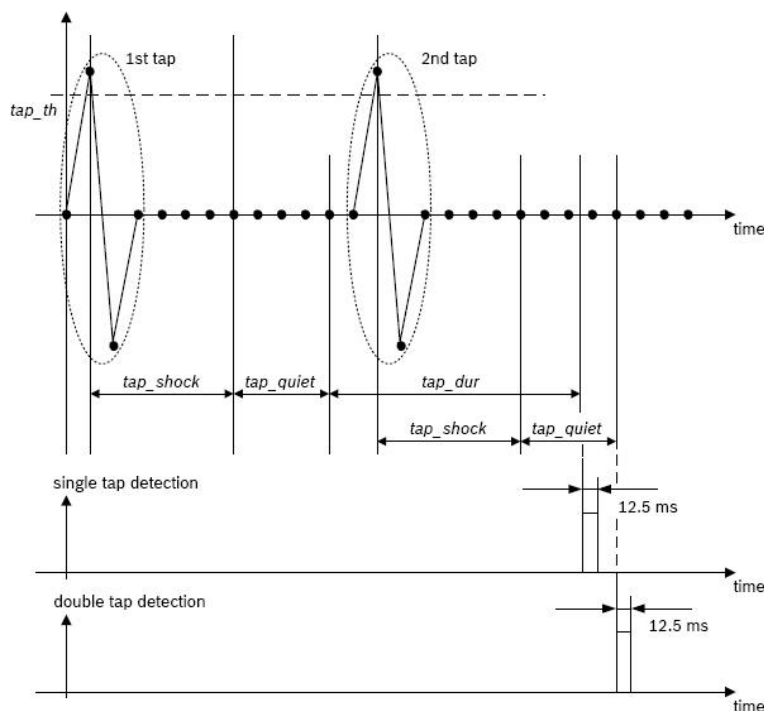 1st tap
2nd tap
tap_th
time
tap_shock
tap_quiet
tap_dur
tap_shock
tap_quiet
single tap detection
12.5 ms
time
double tap detection
12.5 ms
time